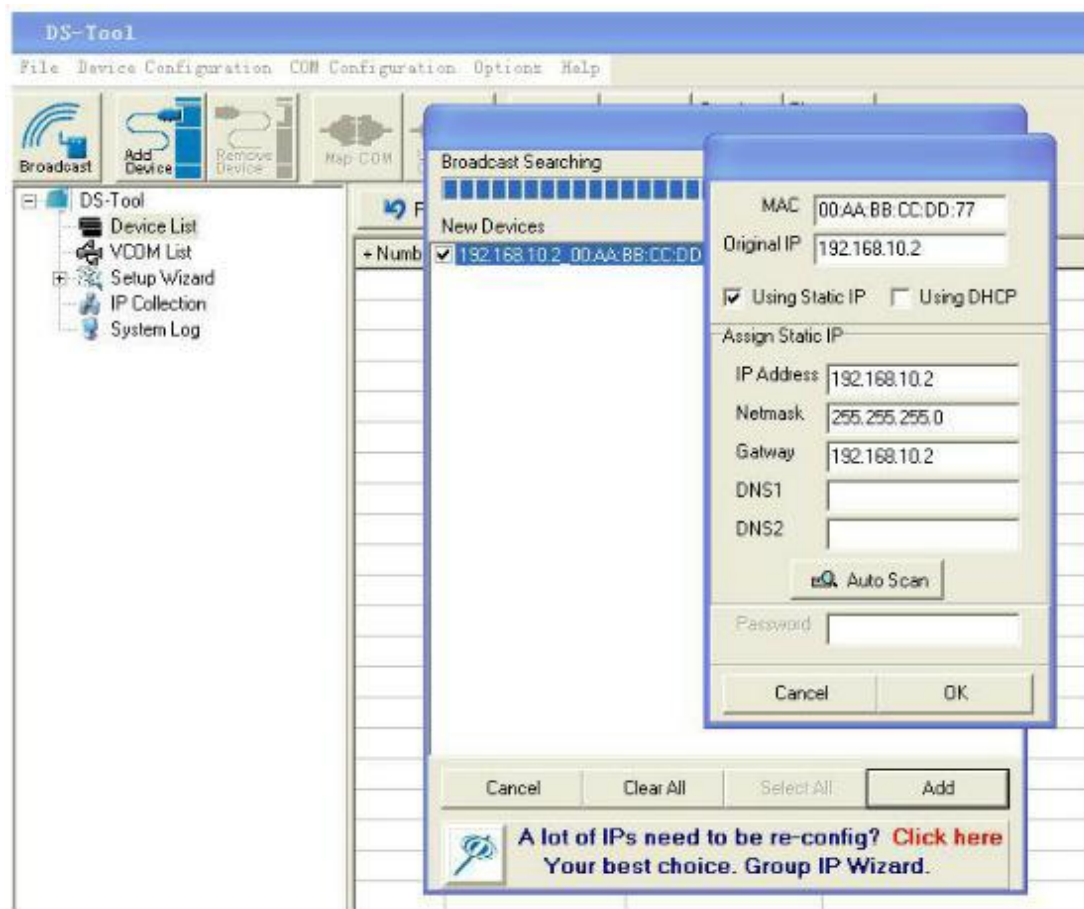 DS-Tool
File Device Configuration COM Configuration Options Help
Broadcast
Add Device
Remove Device
Map COM
DS-Tool
Device List
VCOM List
Setup Wizard
IP Collection
System Log
+ Numb
Broadcast Searching
New Devices
192.168.10.2_00:AA:BB:CC:DD
MAC 00:AA:BB:CC:DD:77
Original IP 192.168.10.2
Using Static IP Using DHCP
Assign Static IP
IP Address 192.168.10.2
Netmask 255.255.255.0
Gatway 192.168.10.2
DNS1
DNS2
Auto Scan
Password
Cancel OK
Cancel Clear All Select All Add
A lot of IPs need to be re-config? Click here
Your best choice. Group IP Wizard.